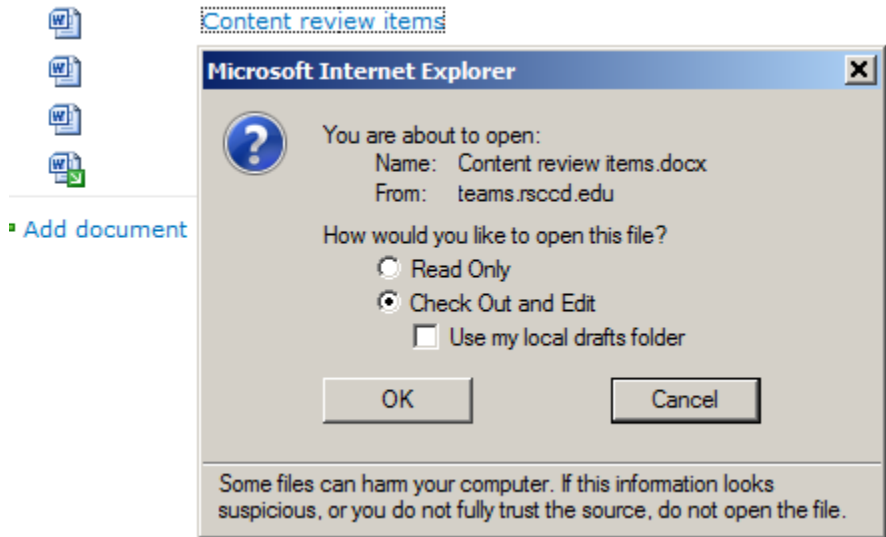 Content review items
Microsoft Internet Explorer
You are about to open:
Name: Content review items.docx
From: teams.rsccd.edu
Add document
How would you like to open this file?
Read Only
Check Out and Edit
Use my local drafts folder
OK
Cancel
Some files can harm your computer. If this information looks
suspicious, or you do not fully trust the source, do not open the file.